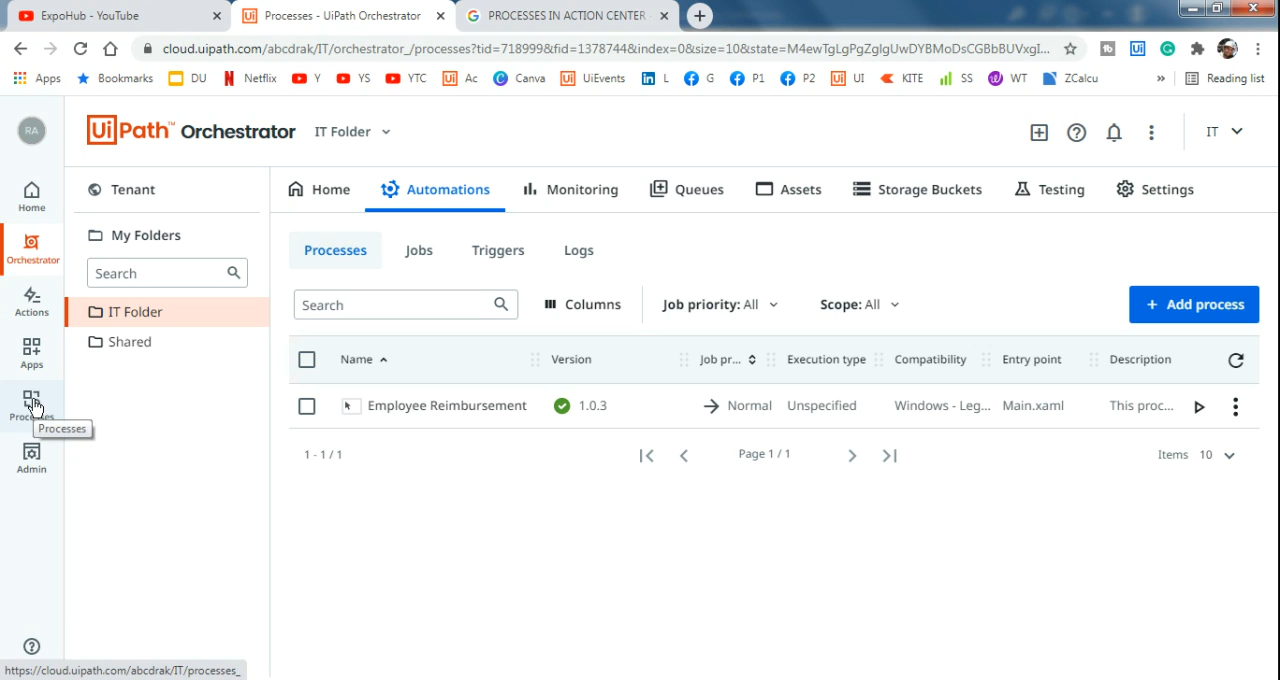 ExpoHub - YouTube
Processes - UiPath Orchestrator
PROCESSES IN ACTION CENTER
cloud.uipath.com/abcdrak/IT/orchestrator_/processes?tid=718999&fid=1378744&index=0&size=10&state=M4ewTgLgPgZglgUwDYBMoDsCGBbBUVxgI...
Apps Bookmarks DU Netflix Y YS YTC Ac Canva UiEvents L G P1 P2 UI KITE SS WT ZCalcu » Reading list
RA
UiPath™ Orchestrator IT Folder
IT
Home
Orchestrator
Actions
Apps
Processes
Processes
Admin
Tenant
My Folders
Search
IT Folder
Shared
Home Automations Monitoring Queues Assets Storage Buckets Testing Settings
Processes Jobs Triggers Logs
Search Columns Job priority: All Scope: All + Add process
Name Version Job pr... Execution type Compatibility Entry point Description
Employee Reimbursement 1.0.3 Normal Unspecified Windows - Leg... Main.xaml This proc...
1 - 1 / 1 Page 1 / 1 Items 10
https://cloud.uipath.com/abcdrak/IT/processes_